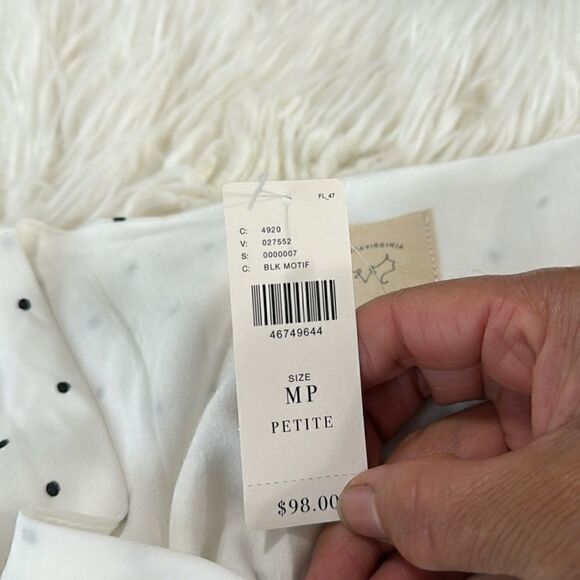 FL_47
C: 4920
V: 027552
S: 0000007
C: BLK MOTIF
46749644
SIZE
MP
PETITE
$98.00